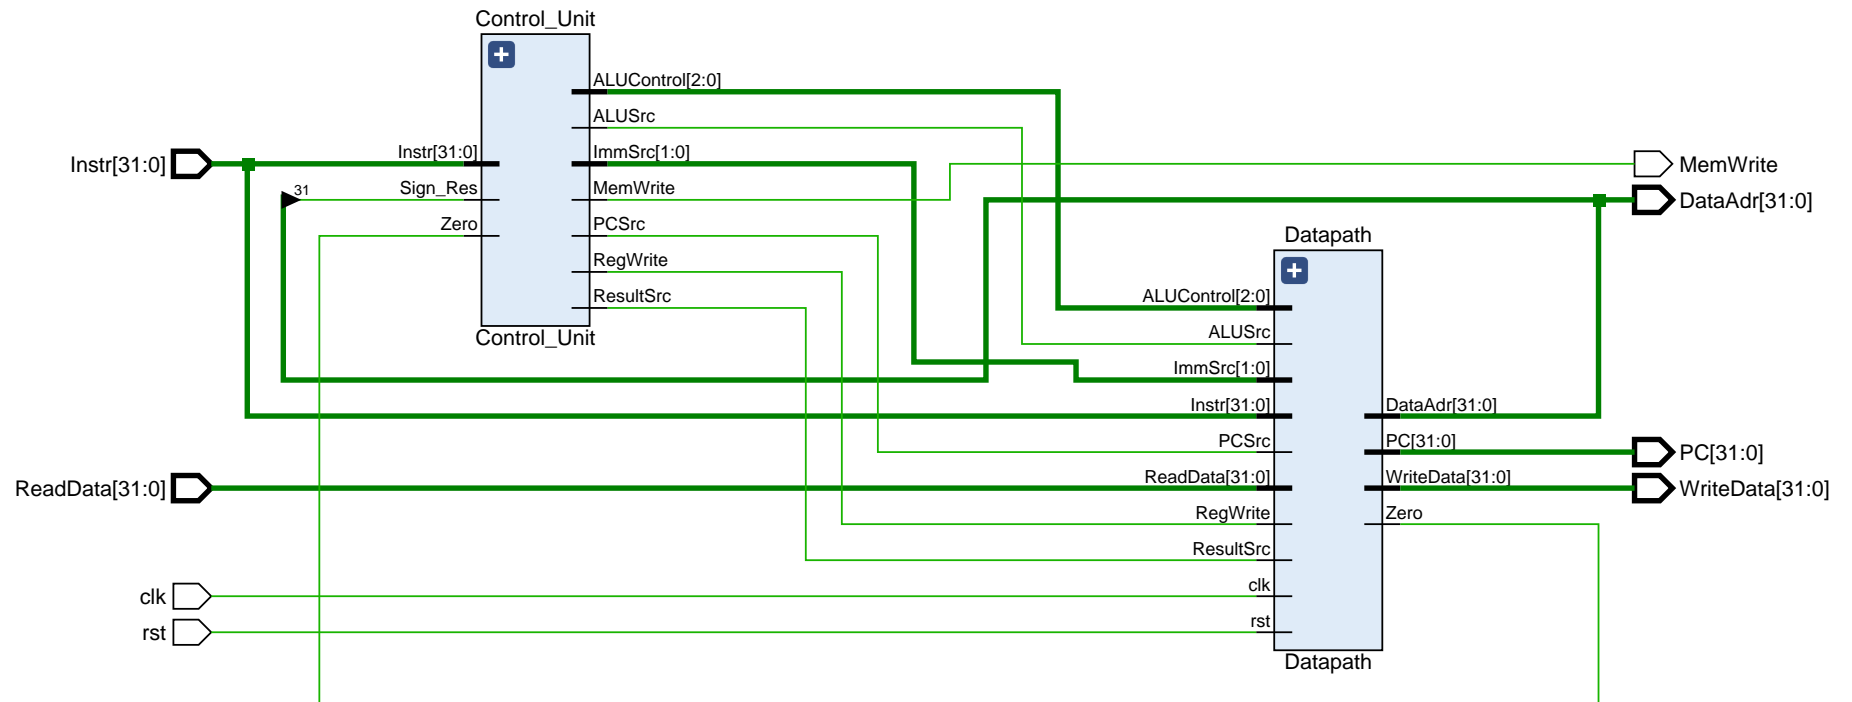 Control_Unit
ALUControl[2:0]
ALUSrc
Instr[31:0]
Instr[31:0]
ImmSrc[1:0]
MemWrite
31
Sign_Res
MemWrite
DataAdr[31:0]
Zero
PCSrc
RegWrite
ResultSrc
Control_Unit
Datapath
ALUControl[2:0]
ALUSrc
ImmSrc[1:0]
Instr[31:0]
DataAdr[31:0]
PCSrc
PC[31:0]
PC[31:0]
ReadData[31:0]
ReadData[31:0]
WriteData[31:0]
WriteData[31:0]
RegWrite
Zero
ResultSrc
clk
clk
rst
rst
Datapath